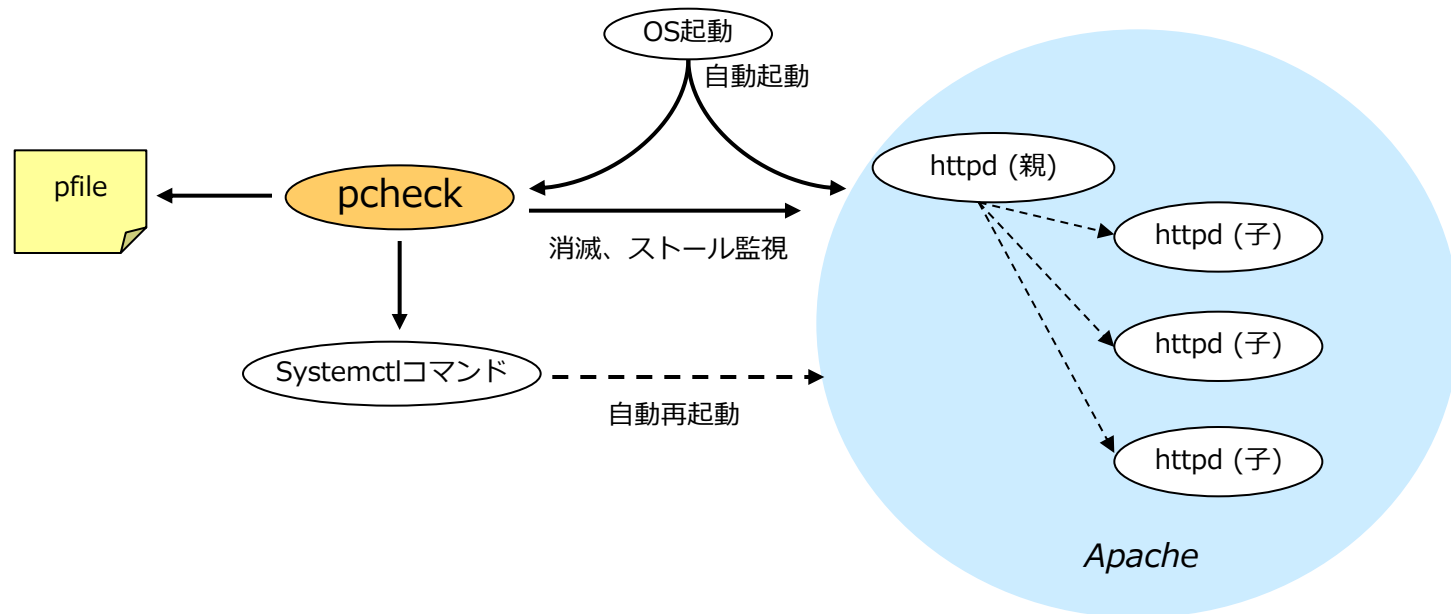 OS起動
自動起動
httpd (親)
pfile
pcheck
httpd (子)
消滅、ストール監視
httpd (子)
Systemctlコマンド
自動再起動
httpd (子)
Apache